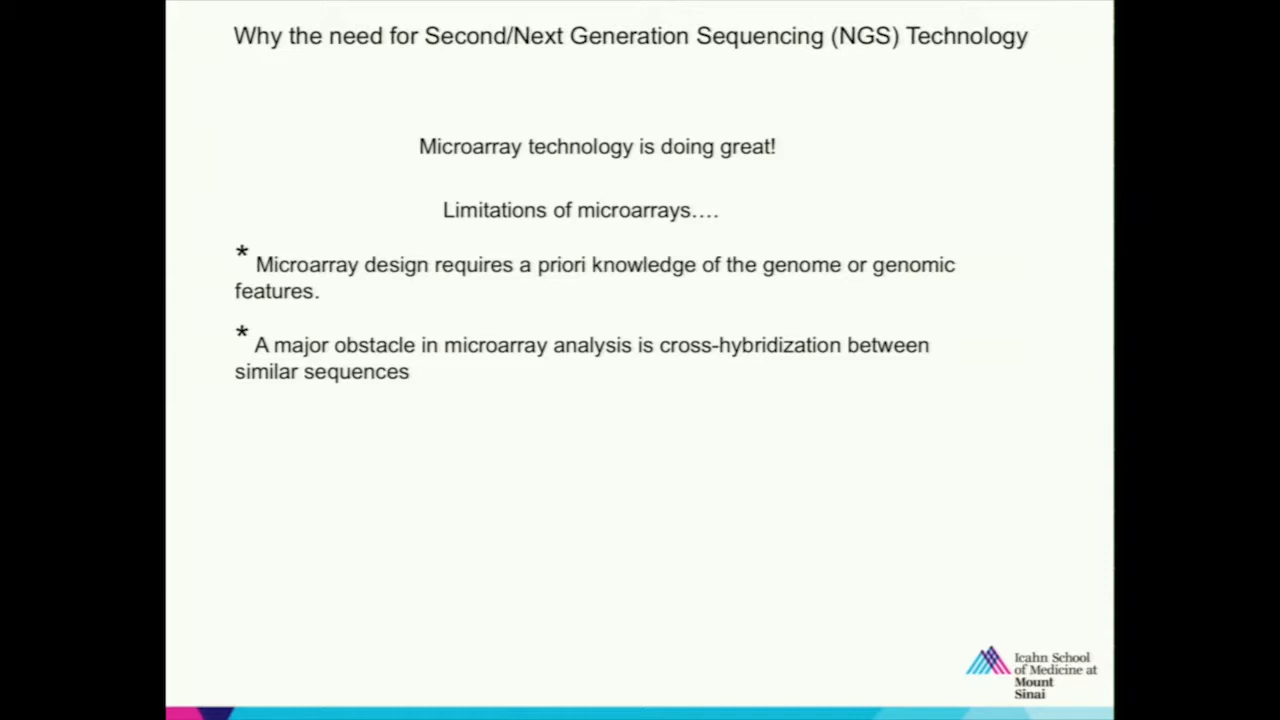 Why the need for Second/Next Generation Sequencing (NGS) Technology
Microarray technology is doing great!
Limitations of microarrays....
* Microarray design requires a priori knowledge of the genome or genomic
features.
* A major obstacle in microarray analysis is cross-hybridization between
similar sequences
Icahn School
of Medicine at
Mount
Sinai